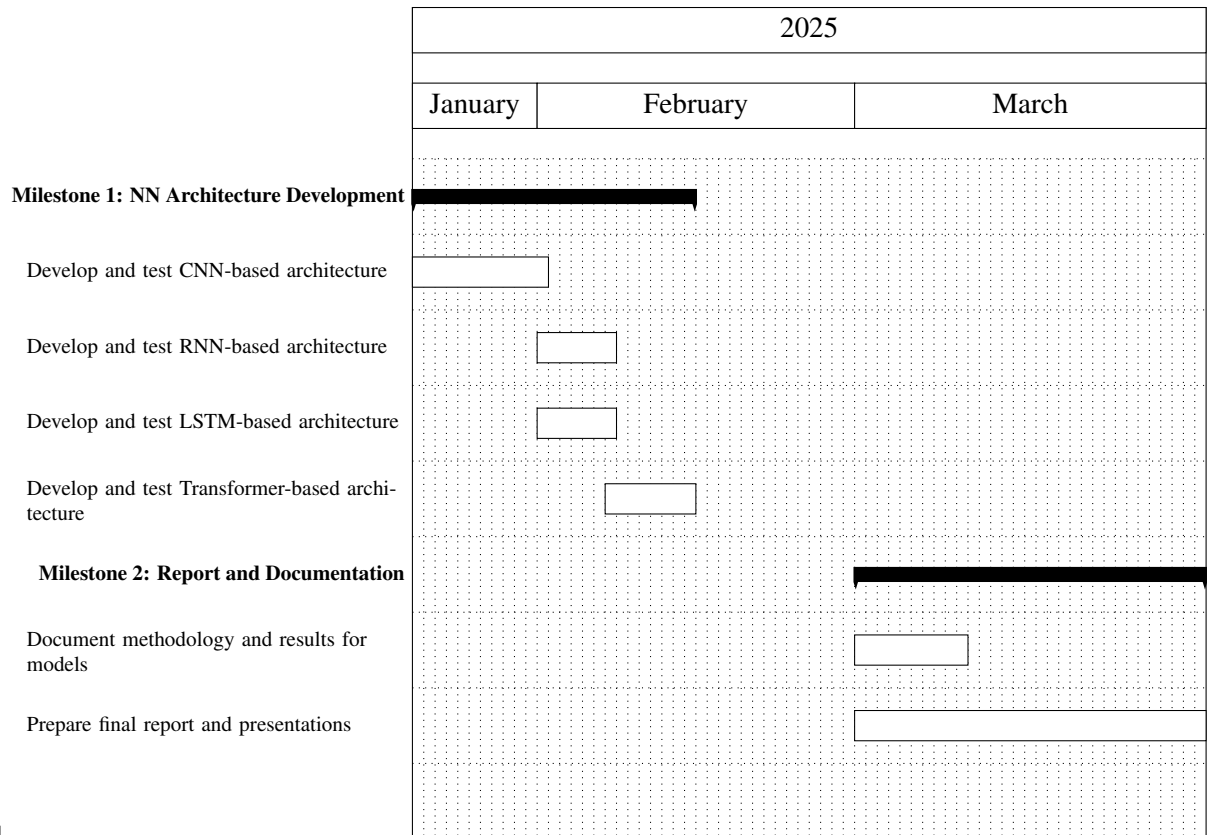 2025
January February March
Milestone 1: NN Architecture Development
Develop and test CNN-based architecture
Develop and test RNN-based architecture
Develop and test LSTM-based architecture
Develop and test Transformer-based archi-
tecture
Milestone 2: Report and Documentation
Document methodology and results for
models
Prepare final report and presentations